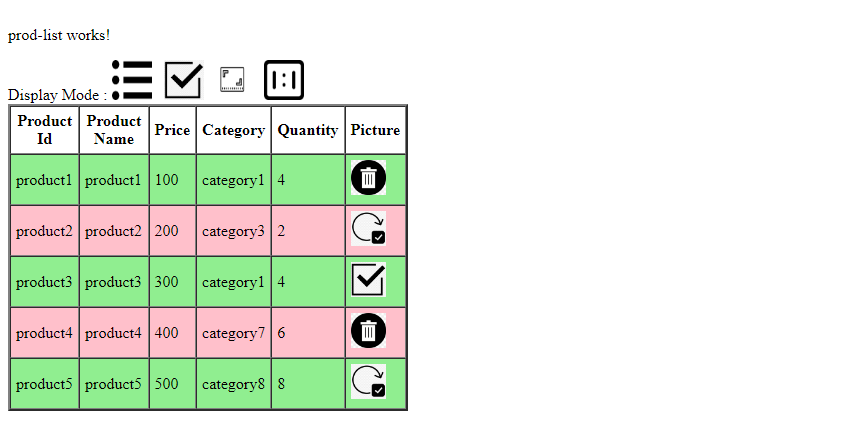 prod-list works!
Display Mode :
1:1
Product Id Product Name Price Category Quantity Picture
product1 product1 100 category1 4
product2 product2 200 category3 2
product3 product3 300 category1 4
product4 product4 400 category7 6
product5 product5 500 category8 8